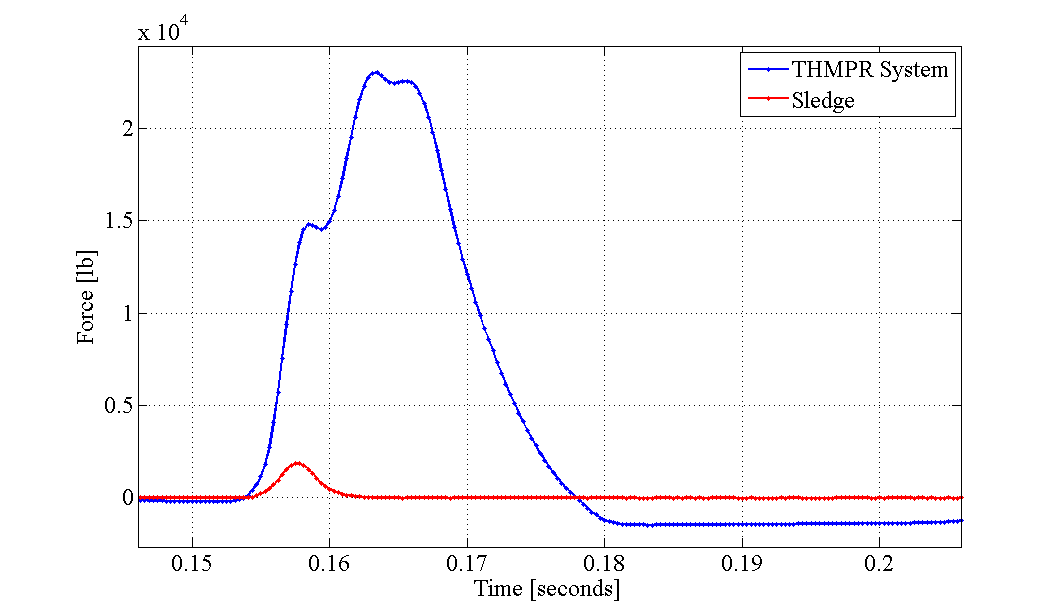 x 10^4
THMPR System
Sledge
2
1.5
1
0.5
0
Force [lb]
0.15 0.16 0.17 0.18 0.19 0.2
Time [seconds]